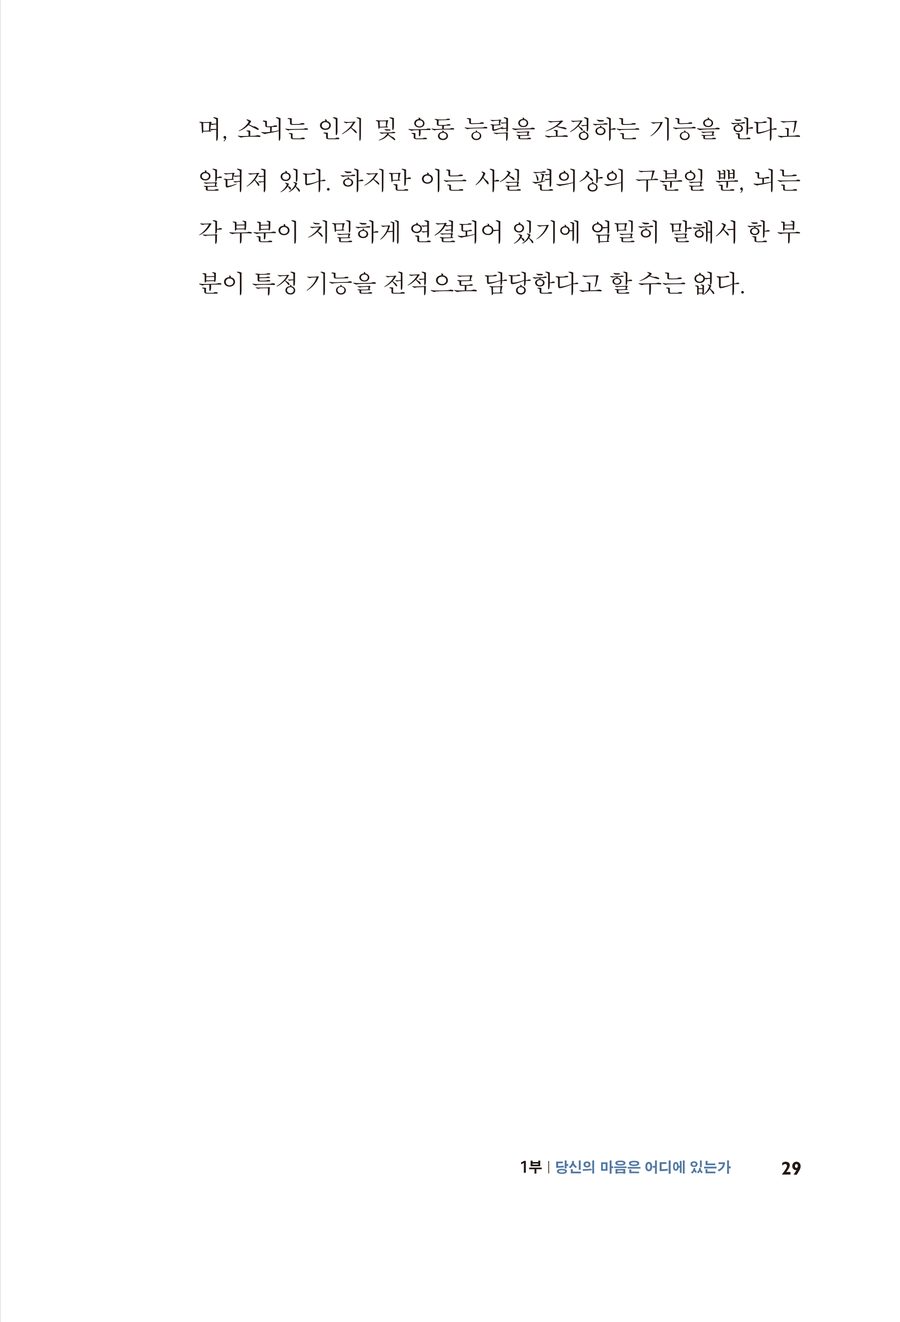 며, 소뇌는 인지 및 운동 능력을 조정하는 기능을 한다고
알려져 있다. 하지만 이는 사실 편의상의 구분일 뿐, 뇌는
각 부분이 치밀하게 연결되어 있기에 엄밀히 말해서 한 부
분이 특정 기능을 전적으로 담당한다고 할 수는 없다.
1부 | 당신의 마음은 어디에 있는가 29